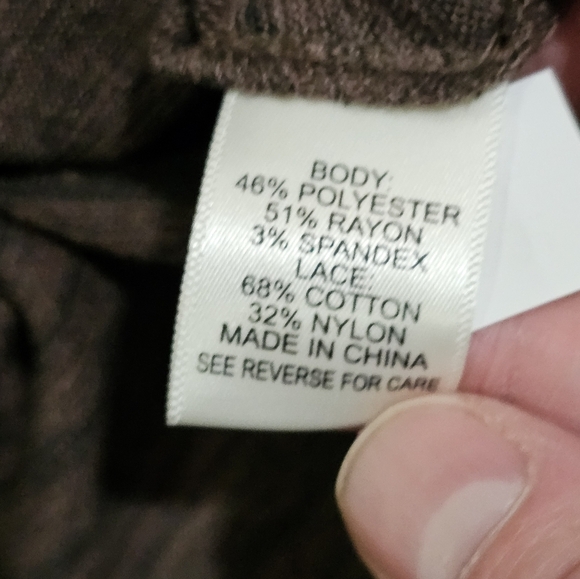 BODY:
46% POLYESTER
51% RAYON
3% SPANDEX
LACE:
68% COTTON
32% NYLON
MADE IN CHINA
SEE REVERSE FOR CARE